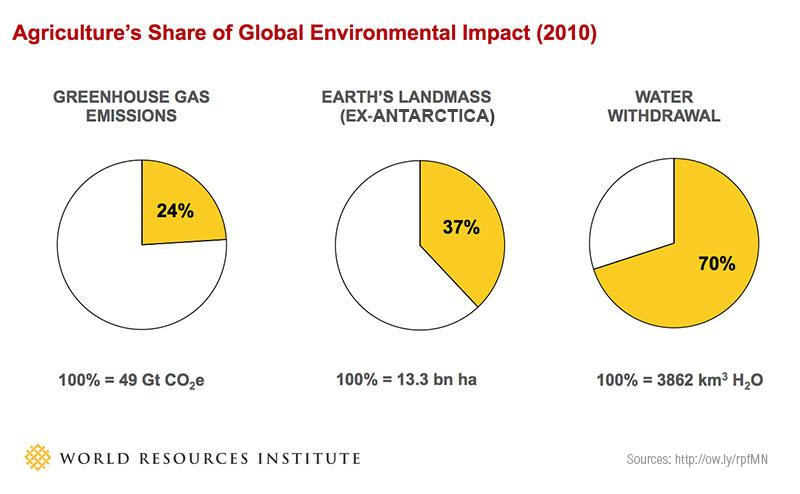 Agriculture's Share of Global Environmental Impact (2010)
GREENHOUSE GAS
EMISSIONS
24%
100% = 49 Gt CO₂e
EARTH'S LANDMASS
(EX-ANTARCTICA)
37%
100% = 13.3 bn ha
WATER
WITHDRAWAL
70%
100% = 3862 km³ H₂O
WORLD RESOURCES INSTITUTE
Sources: http://ow.ly/rpfMN